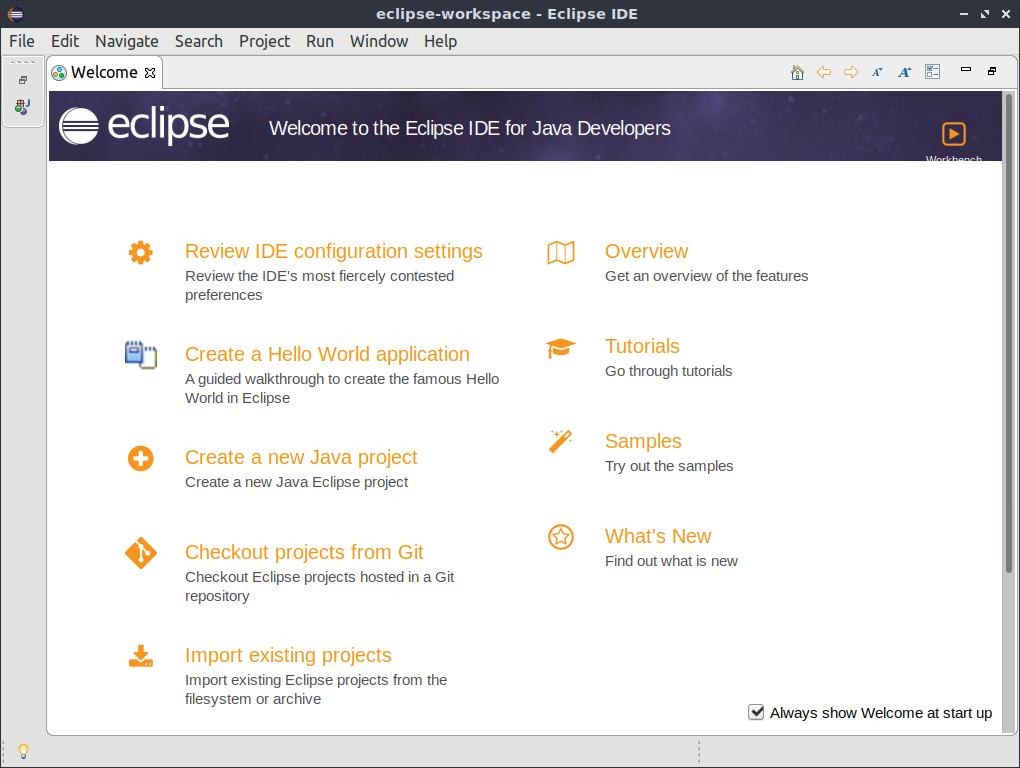 eclipse-workspace - Eclipse IDE
File Edit Navigate Search Project Run Window Help
Welcome
eclipse
Welcome to the Eclipse IDE for Java Developers
Workbench
Review IDE configuration settings
Review the IDE's most fiercely contested
preferences
Create a Hello World application
A guided walkthrough to create the famous Hello
World in Eclipse
Create a new Java project
Create a new Java Eclipse project
Checkout projects from Git
Checkout Eclipse projects hosted in a Git
repository
Import existing projects
Import existing Eclipse projects from the
filesystem or archive
Overview
Get an overview of the features
Tutorials
Go through tutorials
Samples
Try out the samples
What's New
Find out what is new
Always show Welcome at start up